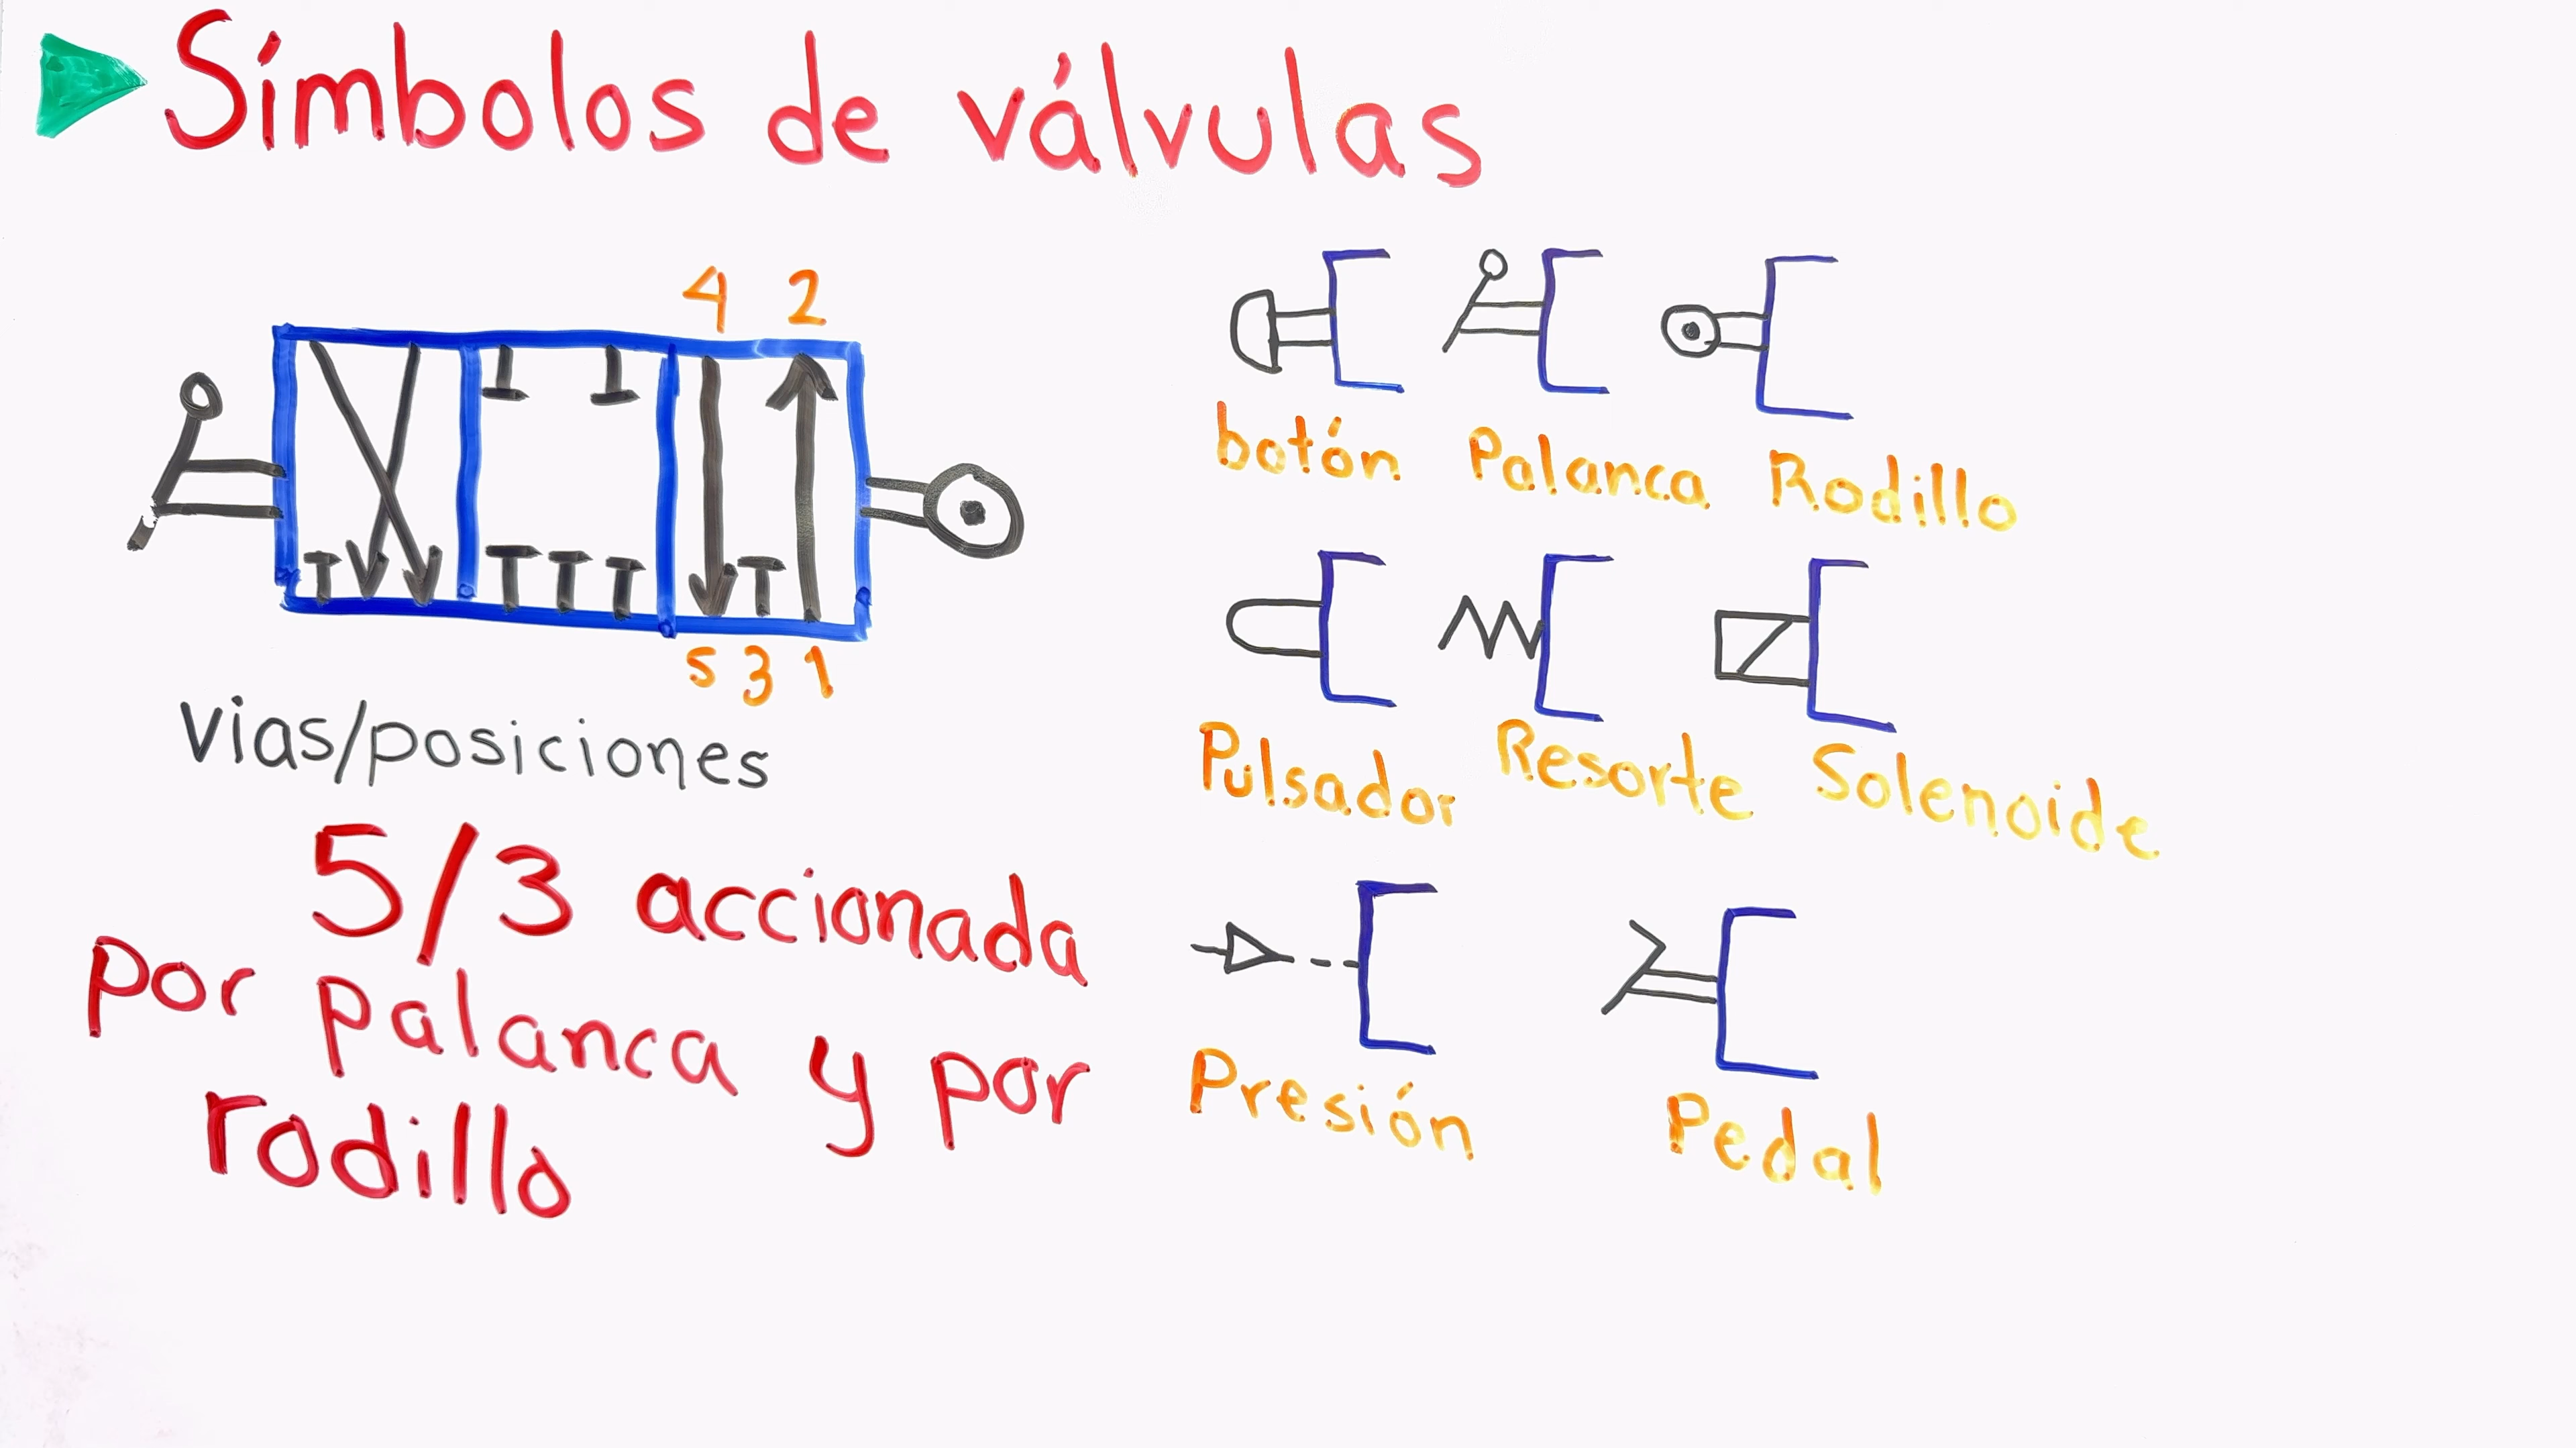 Símbolos de válvulas
4 2
5 3 1
vias/posiciones
5/3 accionada
por palanca y por
rodillo
botón Palanca Rodillo
Pulsador Resorte Solenoide
Presión Pedal